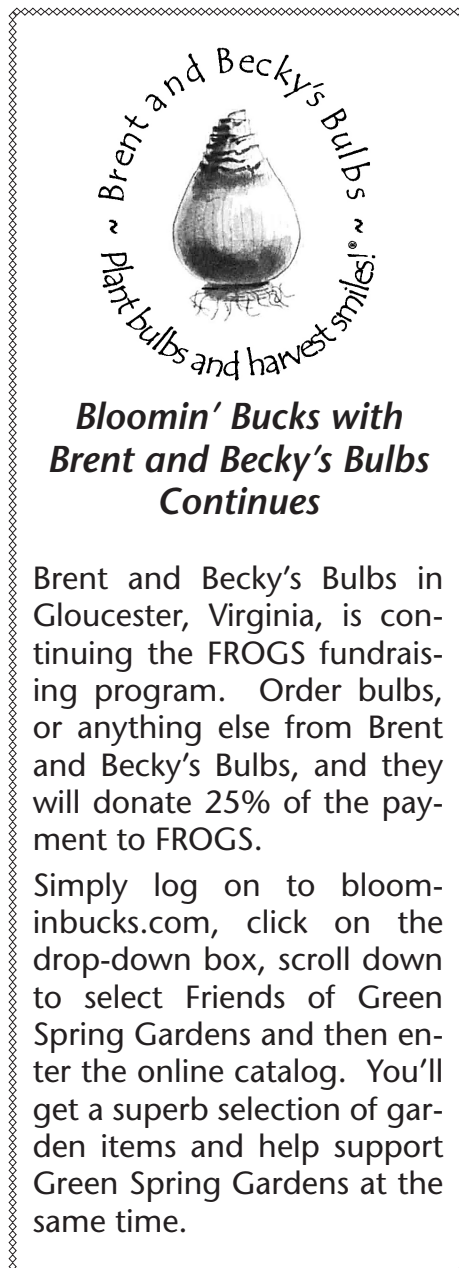 ~ Brent and Becky's Bulbs ~
Plant bulbs and harvest smiles!®
Bloomin' Bucks with
Brent and Becky's Bulbs
Continues
Brent and Becky's Bulbs in
Gloucester, Virginia, is con-
tinuing the FROGS fundrais-
ing program. Order bulbs,
or anything else from Brent
and Becky's Bulbs, and they
will donate 25% of the pay-
ment to FROGS.
Simply log on to bloom-
inbucks.com, click on the
drop-down box, scroll down
to select Friends of Green
Spring Gardens and then en-
ter the online catalog. You'll
get a superb selection of gar-
den items and help support
Green Spring Gardens at the
same time.